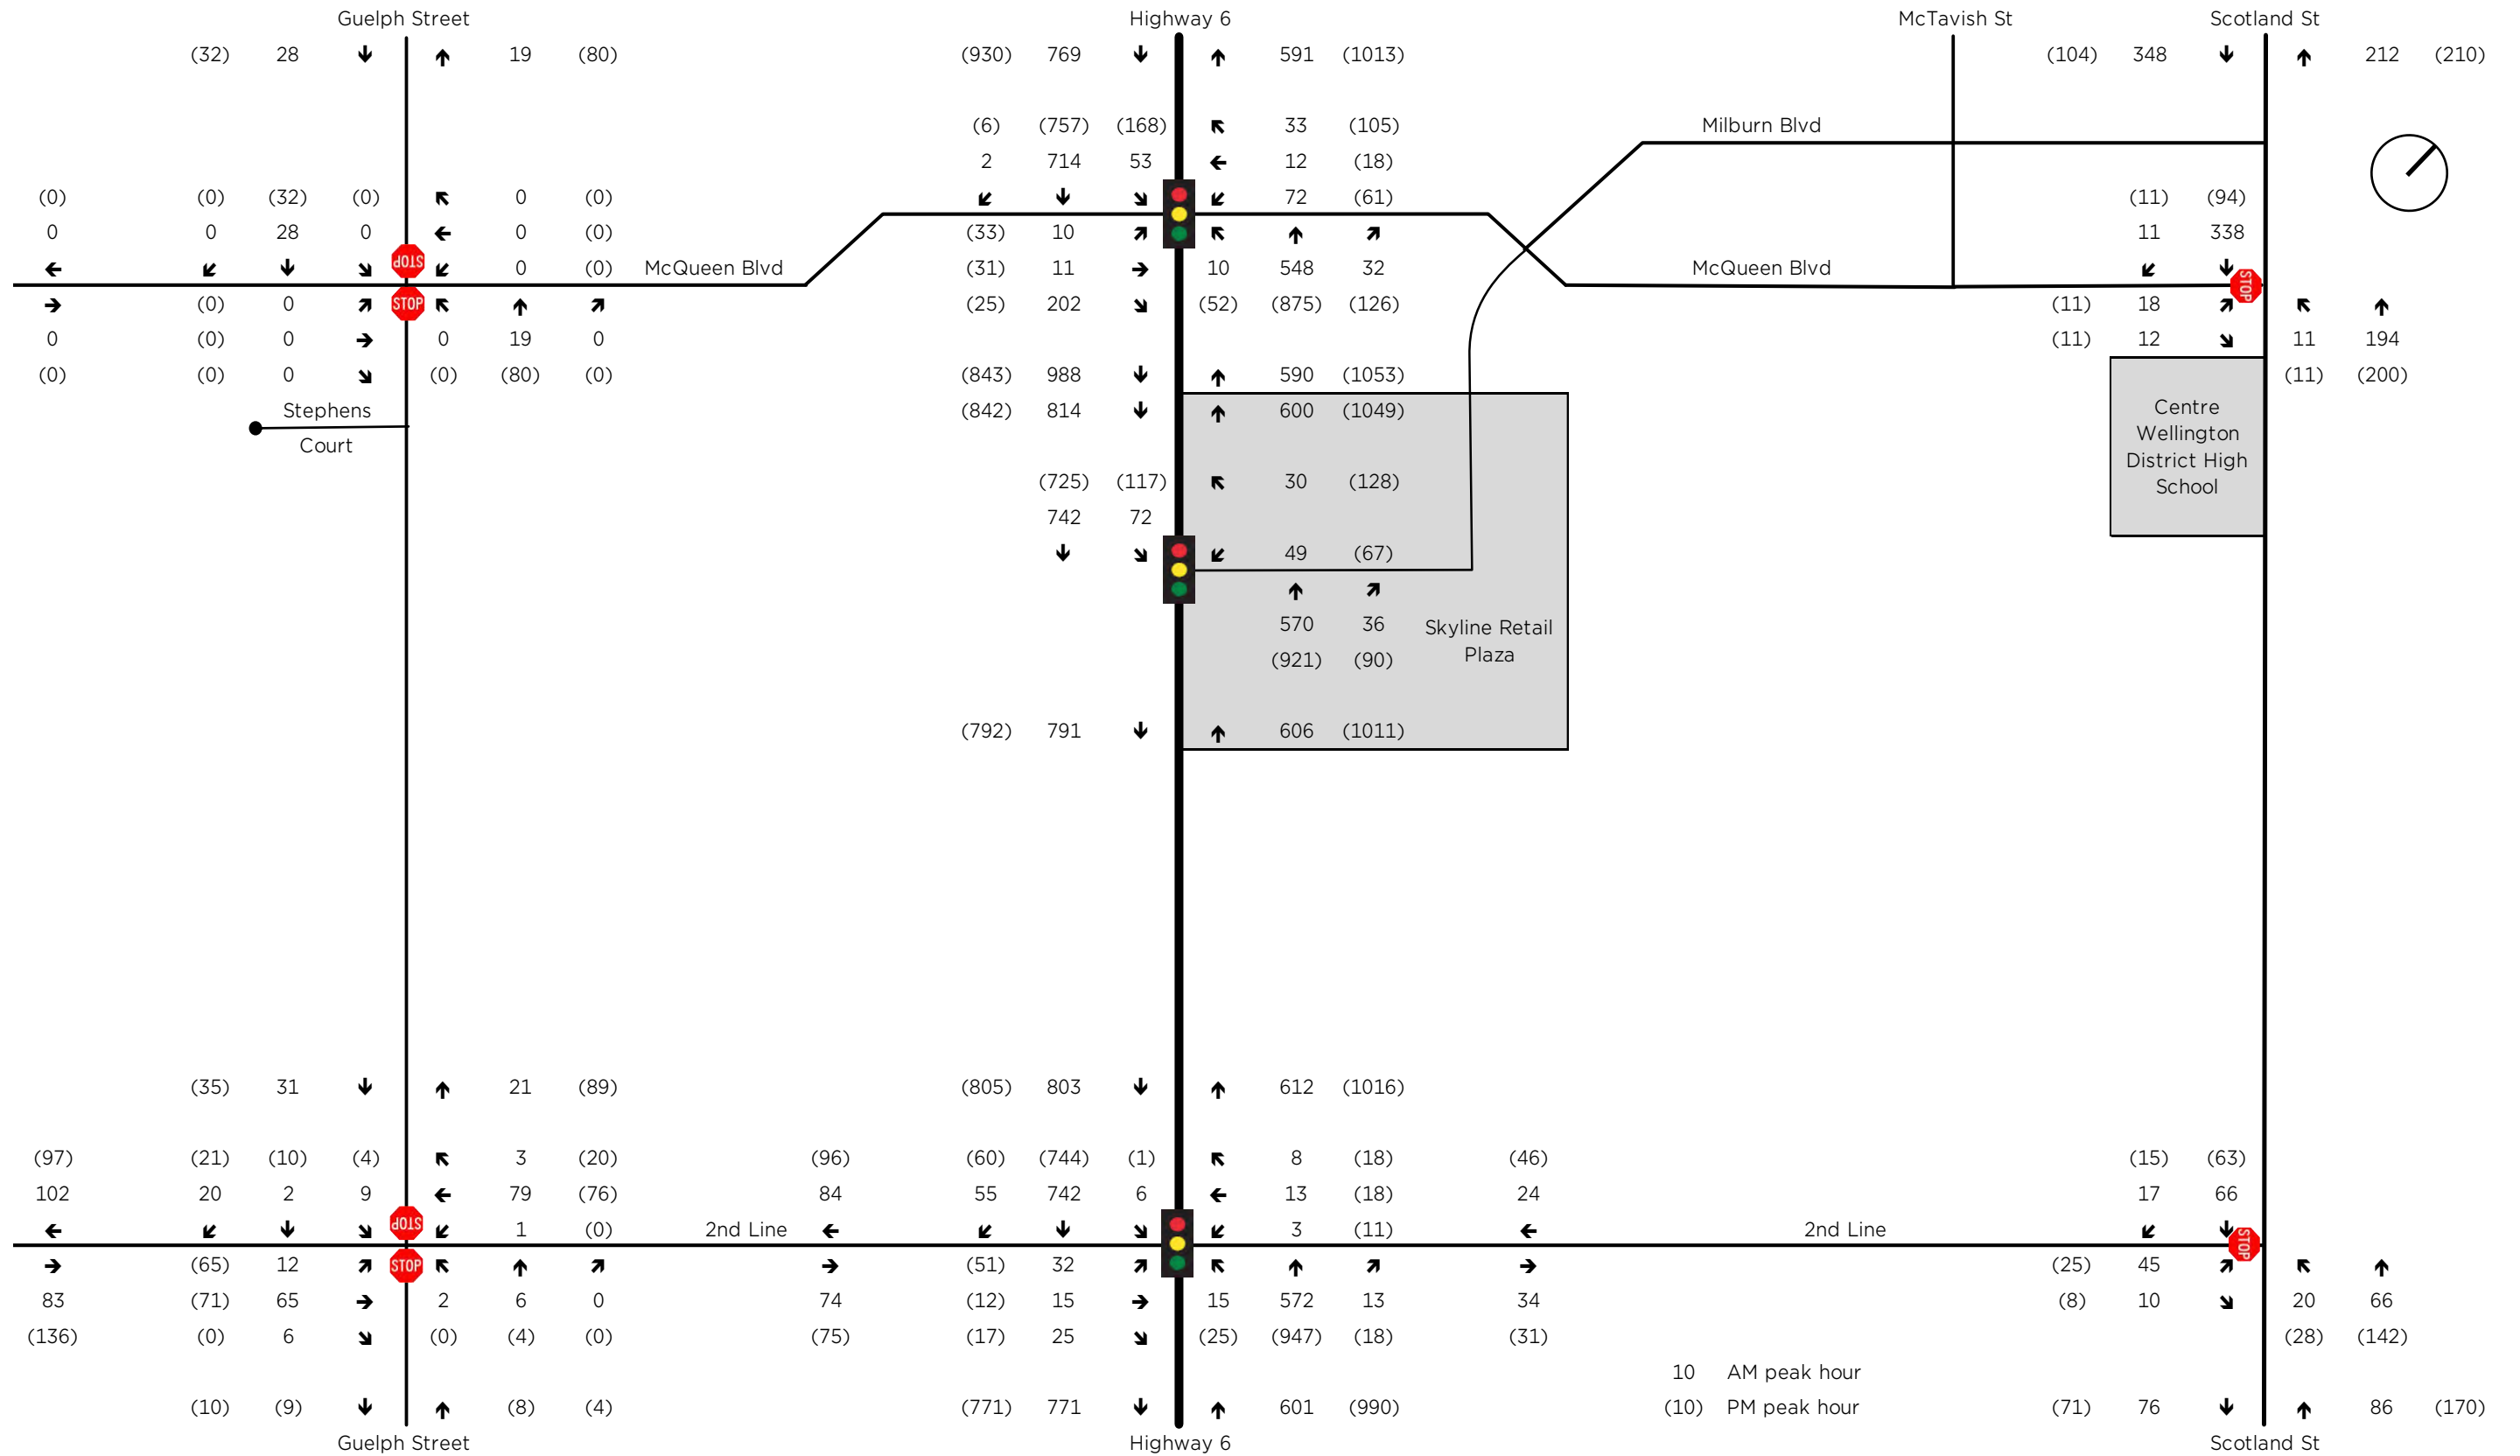 Guelph Street Highway 6 McTavish St Scotland St
(32) 28 19 (80) (930) 769 591 (1013) (104) 348 212 (210)
(6) (757) (168) 33 (105) Milburn Blvd
2 714 53 12 (18)
(0) (0) (32) (0) 0 (0) 72 (61) (11) (94)
0 0 28 0 0 (0) (33) 10 11 338
STOP 0 (0) McQueen Blvd (31) 11 10 548 32 McQueen Blvd STOP
(0) 0 STOP (25) 202 (52) (875) (126) (11) 18
0 (0) 0 0 19 0 (11) 12 11 194
(0) (0) 0 (0) (80) (0) (843) 988 590 (1053) (11) (200)
Stephens (842) 814 600 (1049) Centre
Court Wellington
District High
(725) (117) 30 (128) School
742 72
49 (67)
570 36 Skyline Retail
(921) (90) Plaza
(792) 791 606 (1011)
(35) 31 21 (89) (805) 803 612 (1016)
(97) (21) (10) (4) 3 (20) (96) (60) (744) (1) 8 (18) (46) (15) (63)
102 20 2 9 79 (76) 84 55 742 6 13 (18) 24 17 66
STOP 1 (0) 2nd Line 3 (11) 2nd Line STOP
(65) 12 STOP (51) 32 (25) 45
83 (71) 65 2 6 0 74 (12) 15 15 572 13 34 (8) 10 20 66
(136) (0) 6 (0) (4) (0) (75) (17) 25 (25) (947) (18) (31) (28) (142)
10 AM peak hour
(10) (9) (8) (4) (771) 771 601 (990) (10) PM peak hour (71) 76 86 (170)
Guelph Street Highway 6 Scotland St